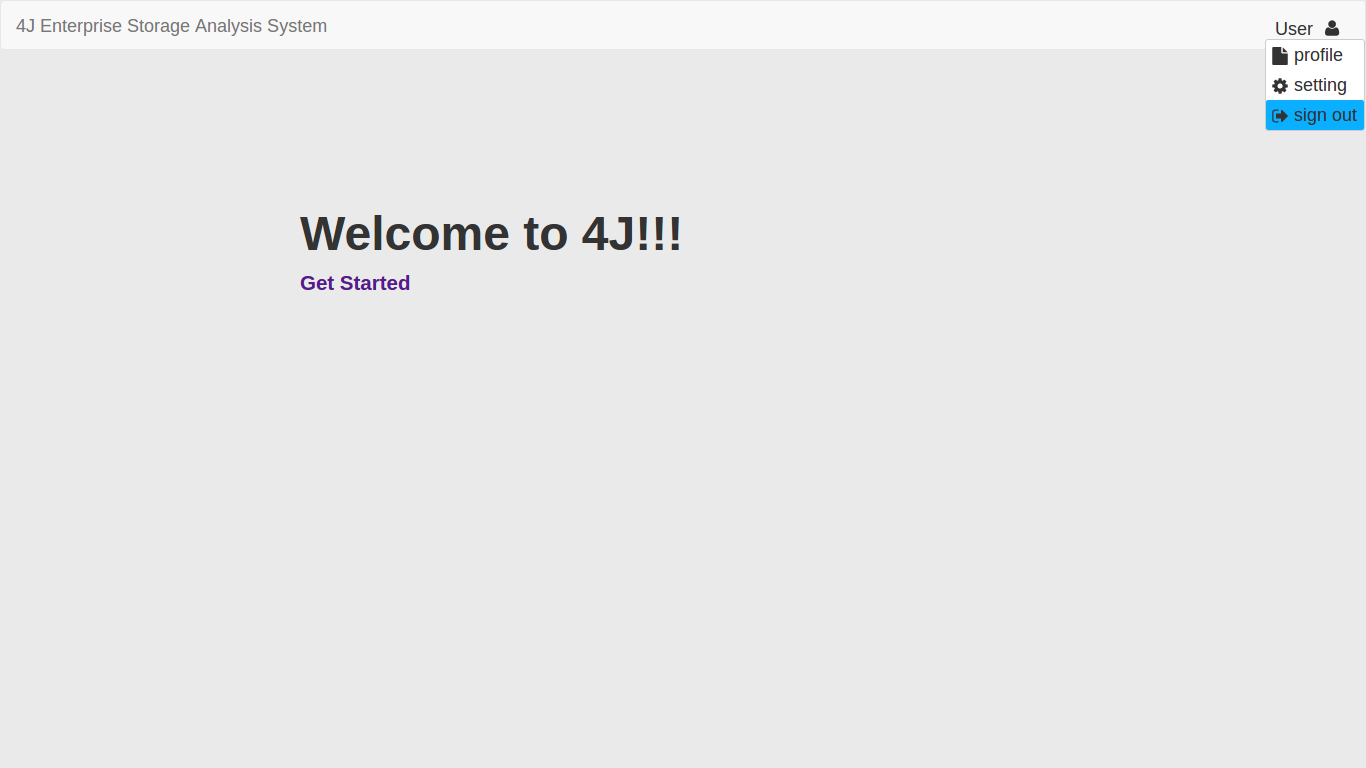 4J Enterprise Storage Analysis System
User
profile
setting
sign out
Welcome to 4J!!!
Get Started